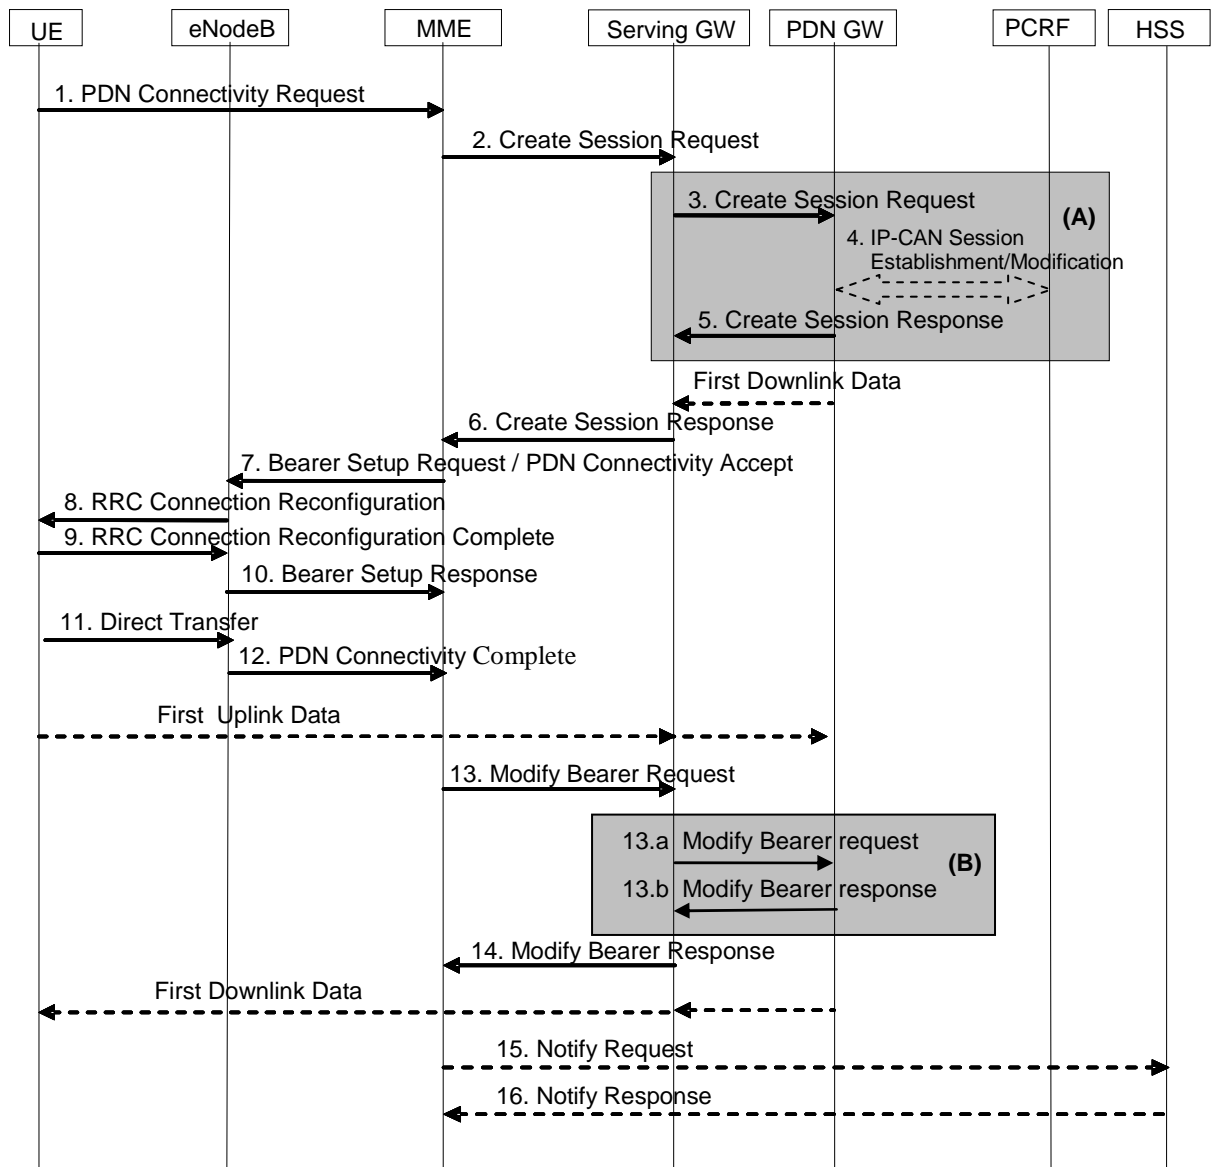 UE
eNodeB
MME
Serving GW
PDN GW
PCRF
HSS
1. PDN Connectivity Request
2. Create Session Request
3. Create Session Request
(A)
4. IP-CAN Session
Establishment/Modification
5. Create Session Response
First Downlink Data
6. Create Session Response
7. Bearer Setup Request / PDN Connectivity Accept
8. RRC Connection Reconfiguration
9. RRC Connection Reconfiguration Complete
10. Bearer Setup Response
11. Direct Transfer
12. PDN Connectivity Complete
First Uplink Data
13. Modify Bearer Request
13.a Modify Bearer request
(B)
13.b Modify Bearer response
14. Modify Bearer Response
First Downlink Data
15. Notify Request
16. Notify Response